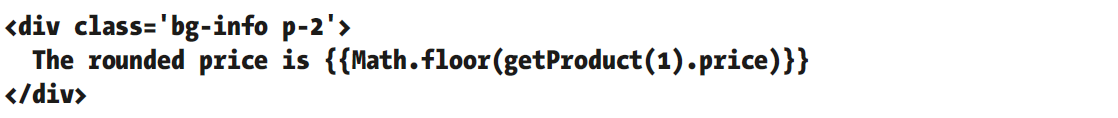 <div class='bg-info p-2'>
  The rounded price is {{Math.floor(getProduct(1).price)}}
</div>